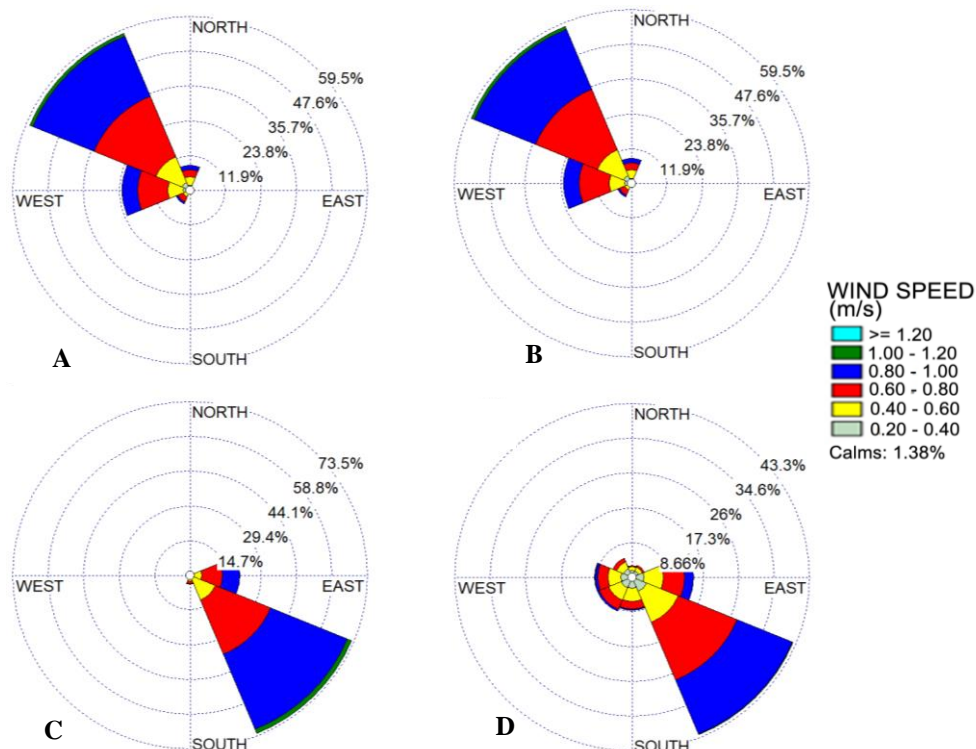 NORTH
59.5%
47.6%
35.7%
23.8%
11.9%
WEST
EAST
SOUTH
A
NORTH
59.5%
47.6%
35.7%
23.8%
11.9%
WEST
EAST
SOUTH
B
WIND SPEED
(m/s)
>= 1.20
1.00 - 1.20
0.80 - 1.00
0.60 - 0.80
0.40 - 0.60
0.20 - 0.40
Calms: 1.38%
NORTH
73.5%
58.8%
44.1%
29.4%
14.7%
WEST
EAST
SOUTH
C
NORTH
43.3%
34.6%
26%
17.3%
8.66%
WEST
EAST
SOUTH
D